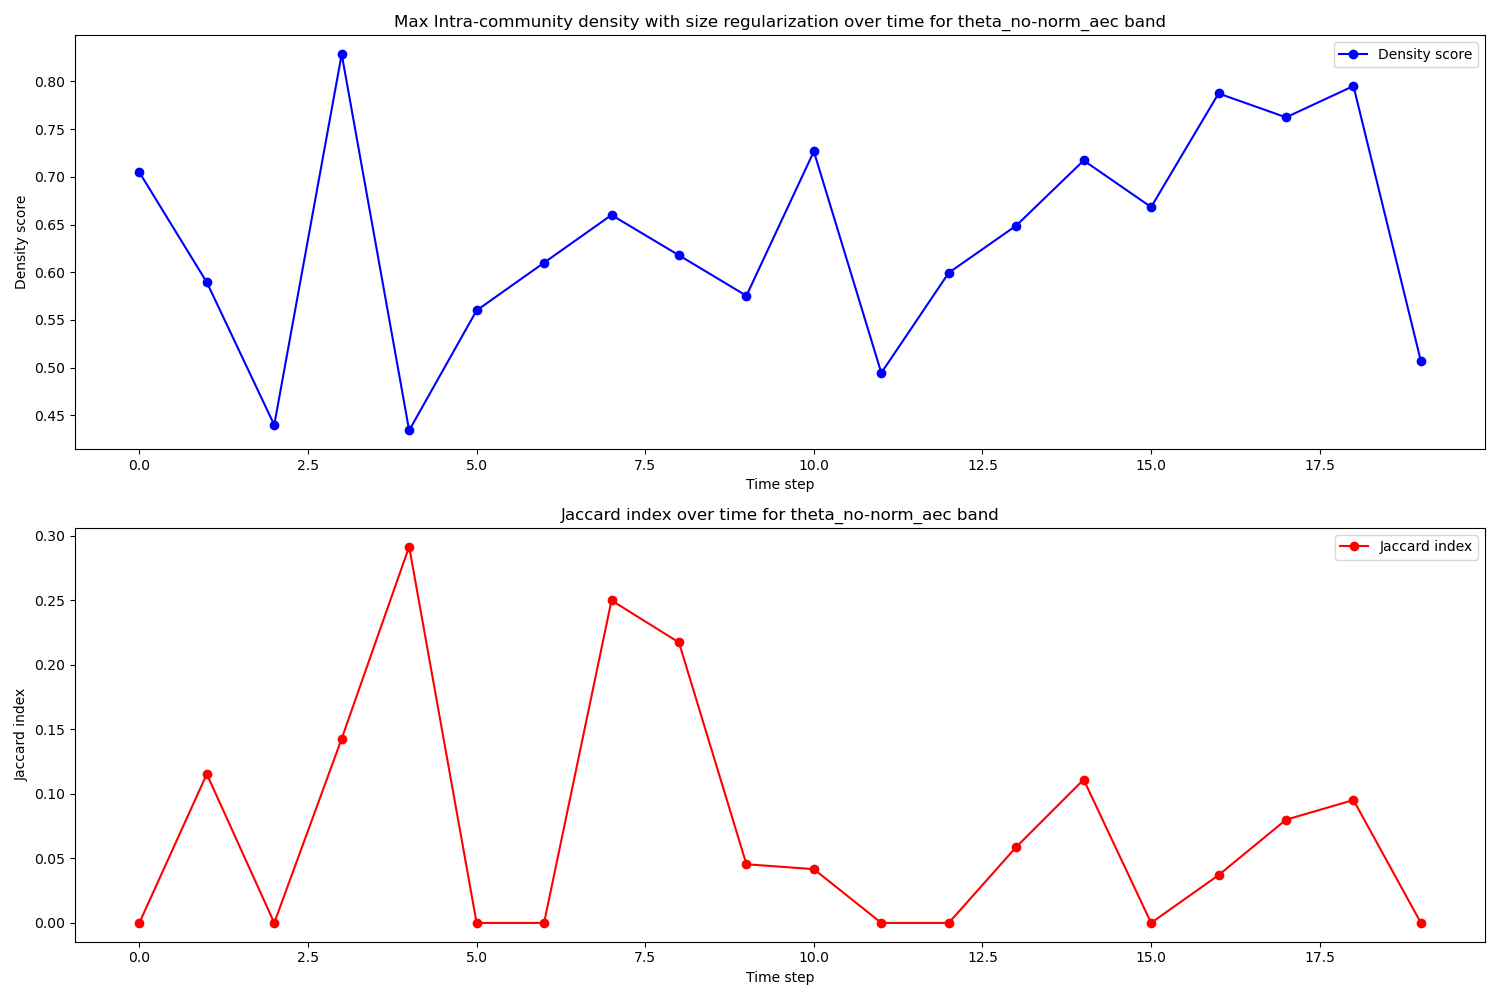 Max Intra-community density with size regularization over time for theta_no-norm_aec band
Density score
0.80
0.75
0.70
0.65
0.60
0.55
0.50
0.45
Density score
0.0 2.5 5.0 7.5 10.0 12.5 15.0 17.5
Time step
Jaccard index over time for theta_no-norm_aec band
Jaccard index
0.30
0.25
0.20
0.15
0.10
0.05
0.00
Jaccard index
0.0 2.5 5.0 7.5 10.0 12.5 15.0 17.5
Time step